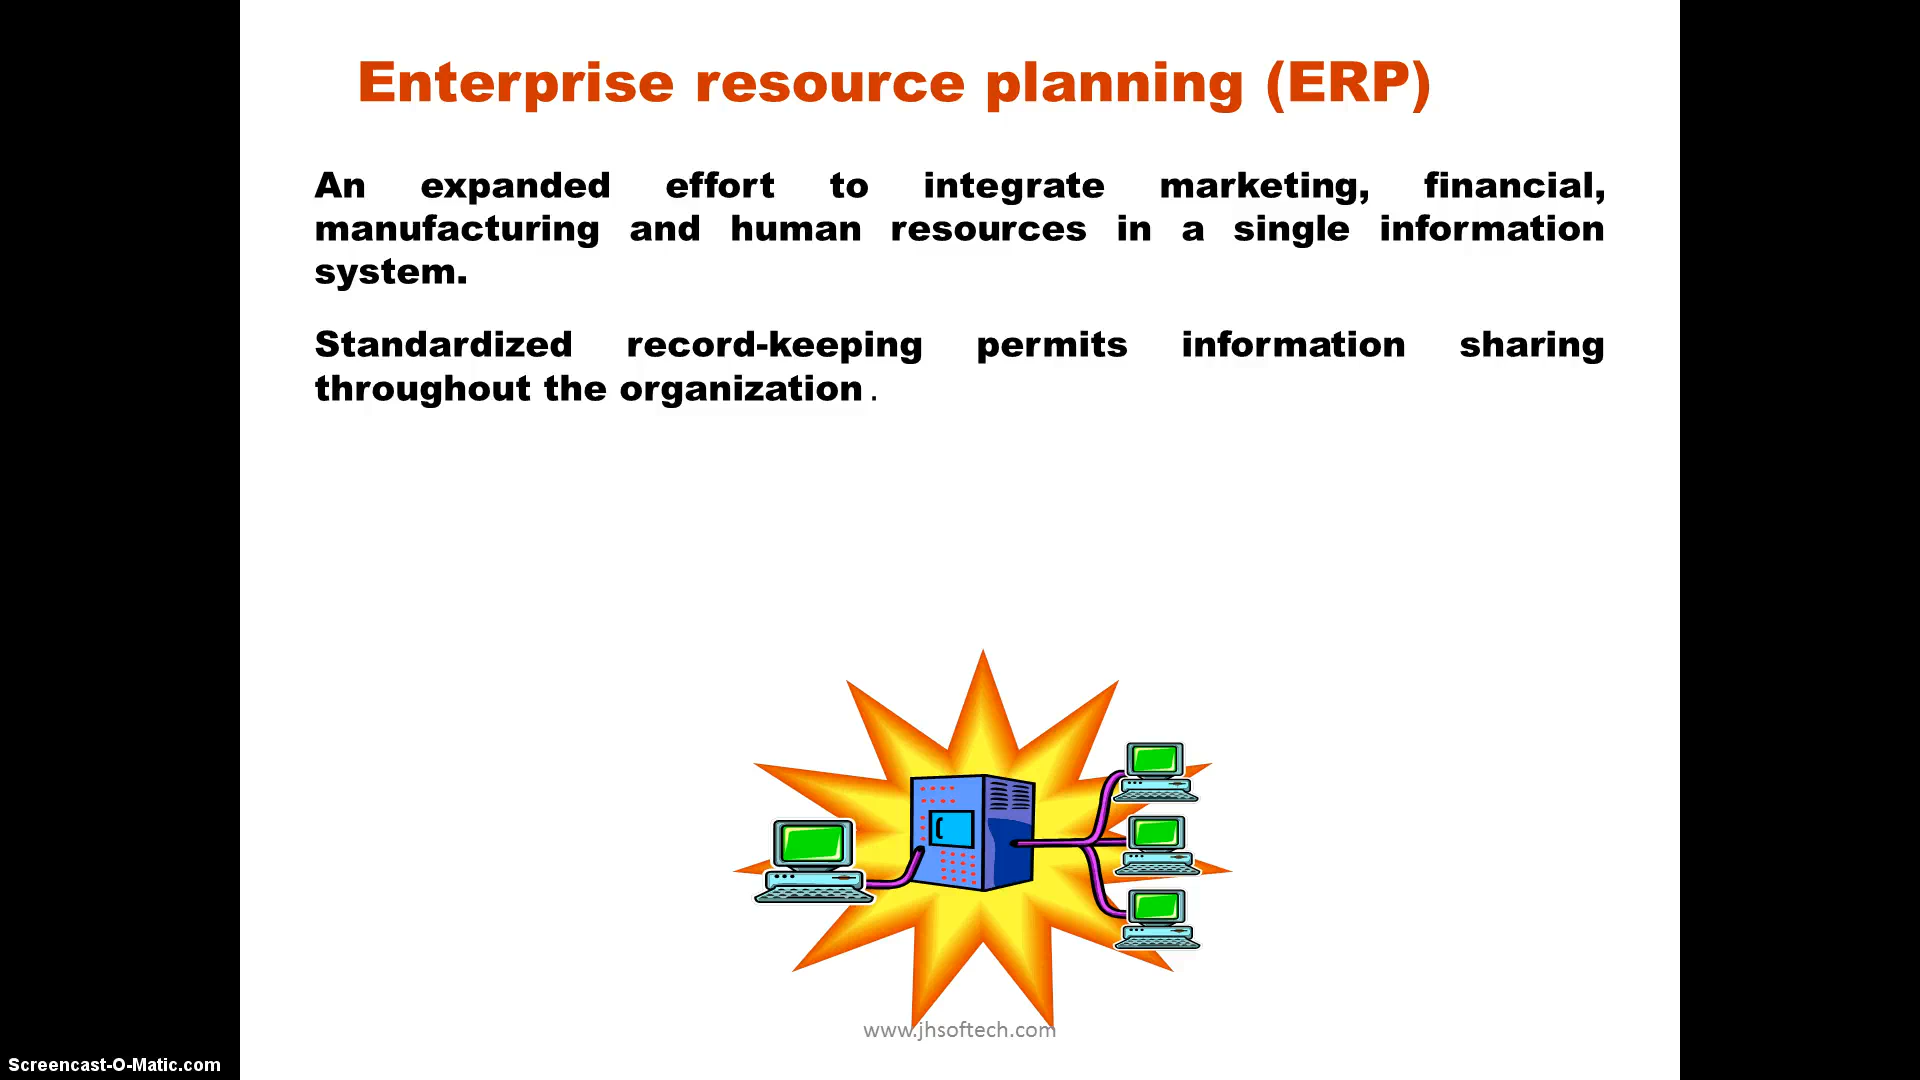 Enterprise resource planning (ERP)
An expanded effort to integrate marketing, financial,
manufacturing and human resources in a single information
system.
Standardized record-keeping permits information sharing
throughout the organization .
www.jhsoftech.com
Screencast-O-Matic.com